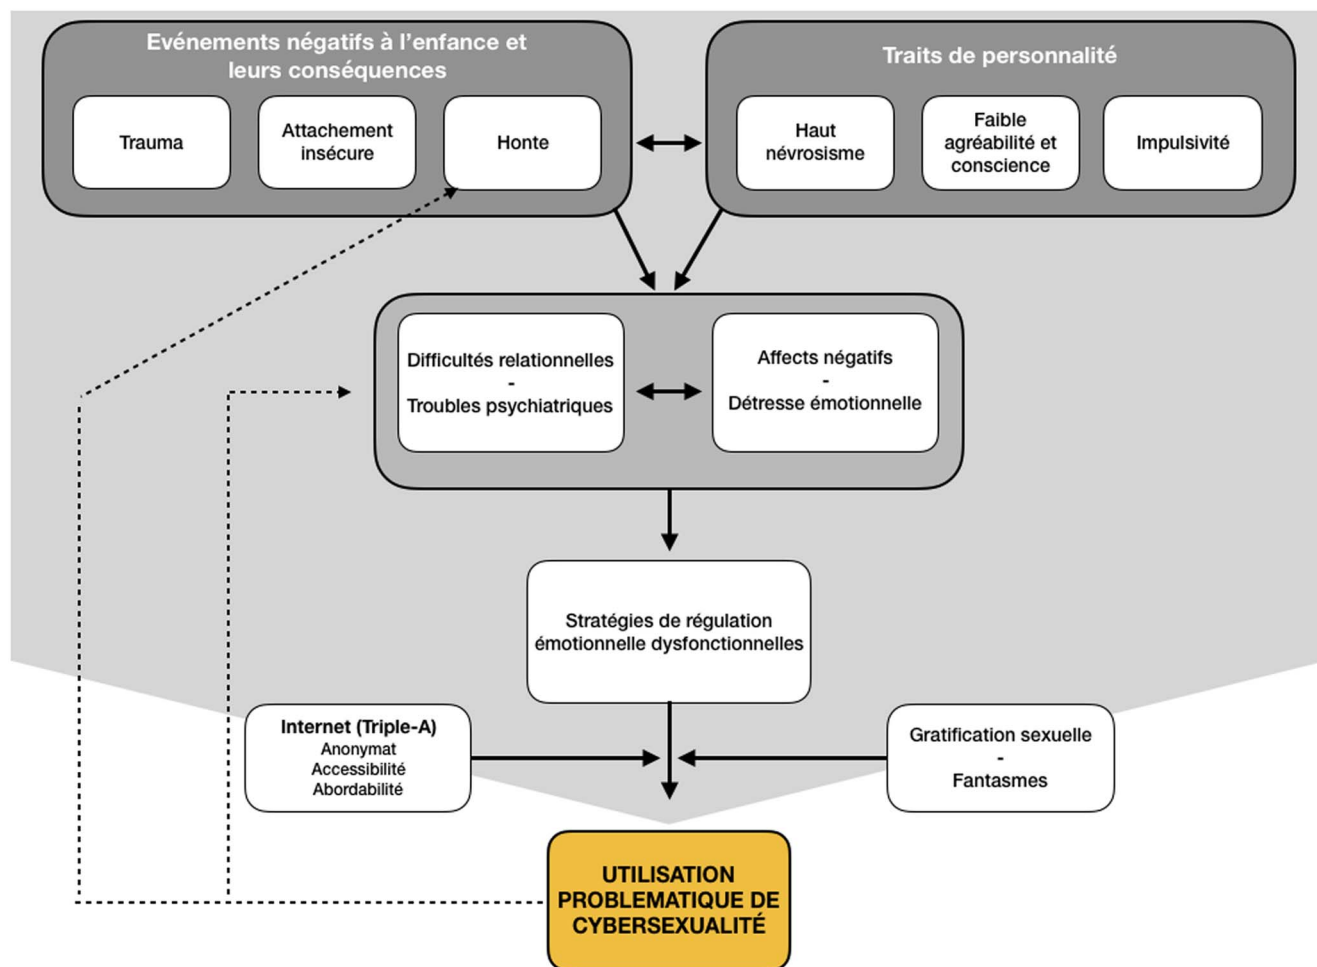 Evénements négatifs à l'enfance et
leurs conséquences
Trauma
Attachement
insécure
Honte
Traits de personnalité
Haut
névrosisme
Faible
agréabilité et
conscience
Impulsivité
Difficultés relationnelles
-
Troubles psychiatriques
Affects négatifs
-
Détresse émotionnelle
Stratégies de régulation
émotionnelle dysfonctionnelles
Internet (Triple-A)
Anonymat
Accessibilité
Abordabilité
Gratification sexuelle
-
Fantasmes
UTILISATION
PROBLEMATIQUE DE
CYBERSEXUALITÉ